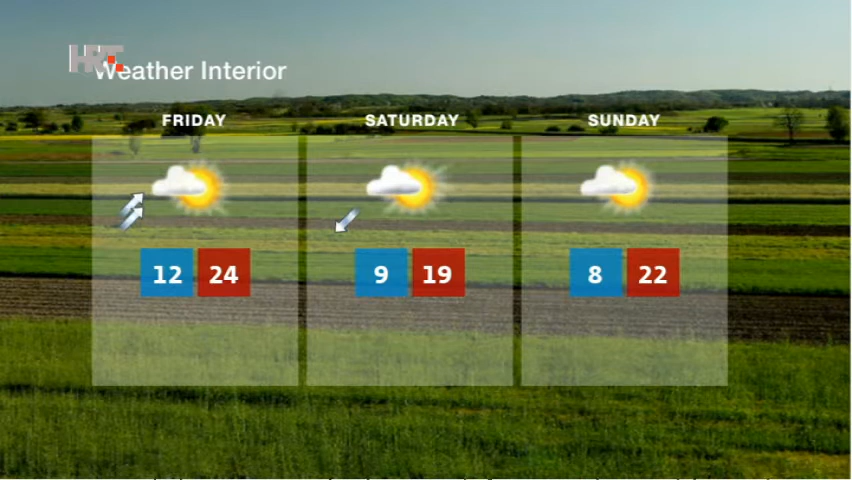 HRT
Weather Interior
FRIDAY SATURDAY SUNDAY
12 24 9 19 8 22